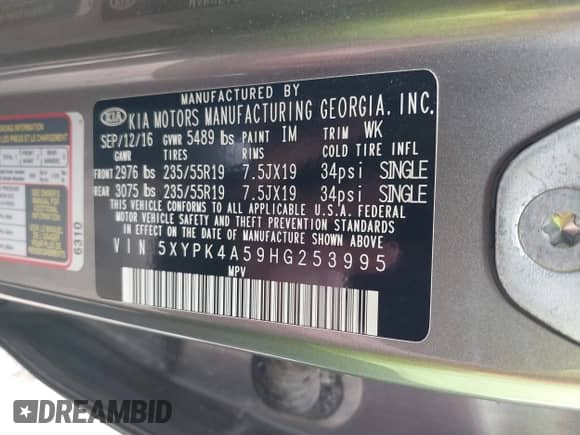 MANUFACTURED BY
KIA KIA MOTORS MANUFACTURING GEORGIA, INC.
SEP/12/16 GVWR 5489 lbs PAINT IM TRIM WK
GAWR TIRES RIMS COLD TIRE INFL
FRONT 2976 lbs 235/55R19 7.5JX19 34psi SINGLE
REAR 3075 lbs 235/55R19 7.5JX19 34psi SINGLE
THIS VEHICLE CONFORMS TO ALL APPLICABLE U.S.A. FEDERAL
MOTOR VEHICLE SAFETY, BUMPER, AND THEFT PREVENTION
STANDARDS IN EFFECT ON THE DATE OF MANUFACTURE SHOWN ABOVE.
VIN 5XYPK4A59HG253995
MPV
6310
DREAMBID